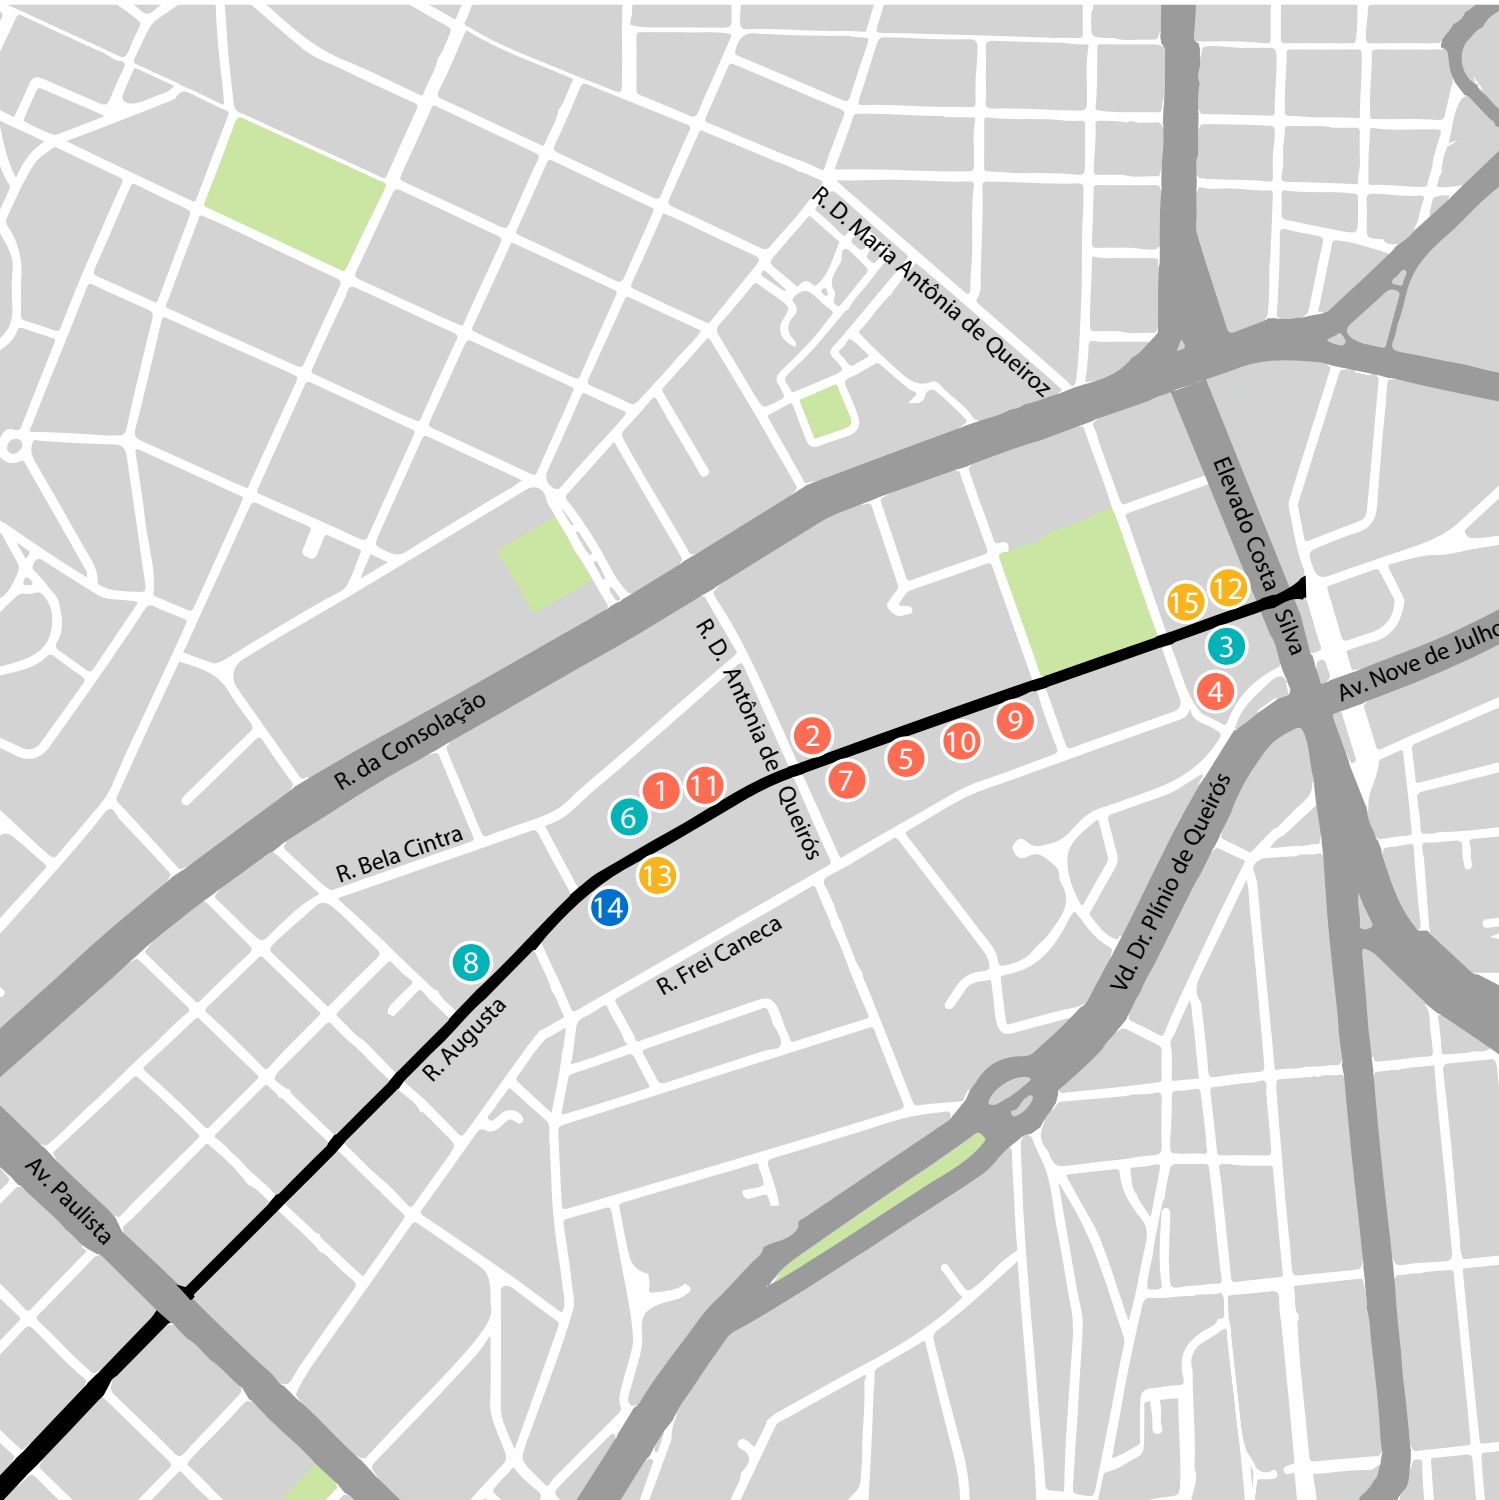 R. D. Maria Antônia de Queiroz
Elevado Costa Silva
15
12
3
R. D. Antônia de Queirós
Av. Nove de Julho
4
R. da Consolação
2
9
10
5
7
11
1
6
Vd. Dr. Plínio de Queirós
R. Bela Cintra
13
14
R. Frei Caneca
8
R. Augusta
Av. Paulista